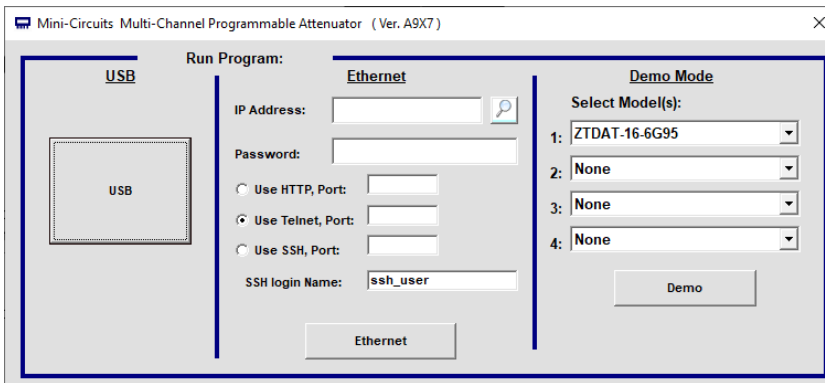 Mini-Circuits Multi-Channel Programmable Attenuator ( Ver. A9X7 )
Run Program:
USB
USB
Ethernet
IP Address:
Password:
Use HTTP, Port:
Use Telnet, Port:
Use SSH, Port:
SSH login Name: ssh_user
Ethernet
Demo Mode
Select Model(s):
1: ZTDAT-16-6G95
2: None
3: None
4: None
Demo